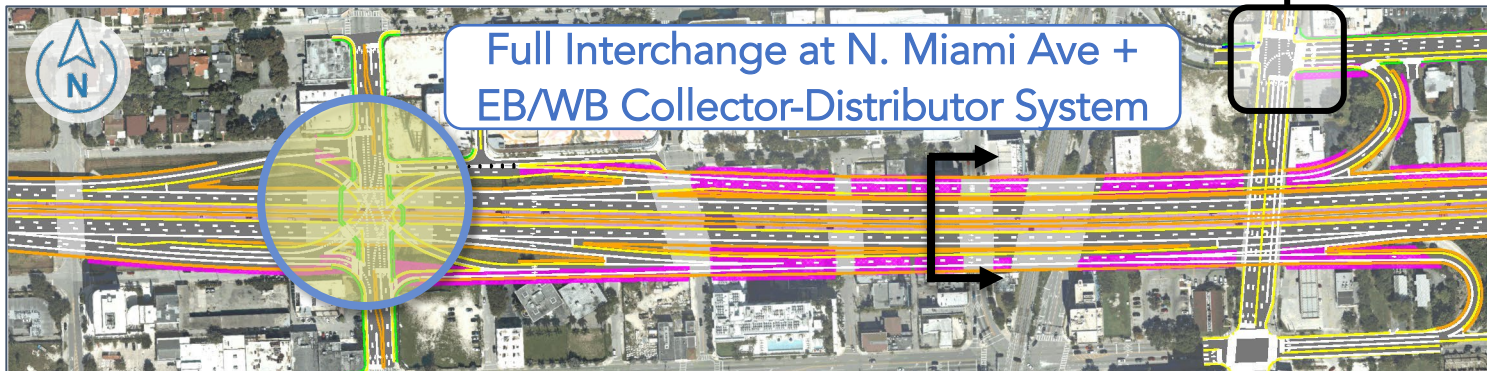 Full Interchange at N. Miami Ave +
EB/WB Collector-Distributor System
N